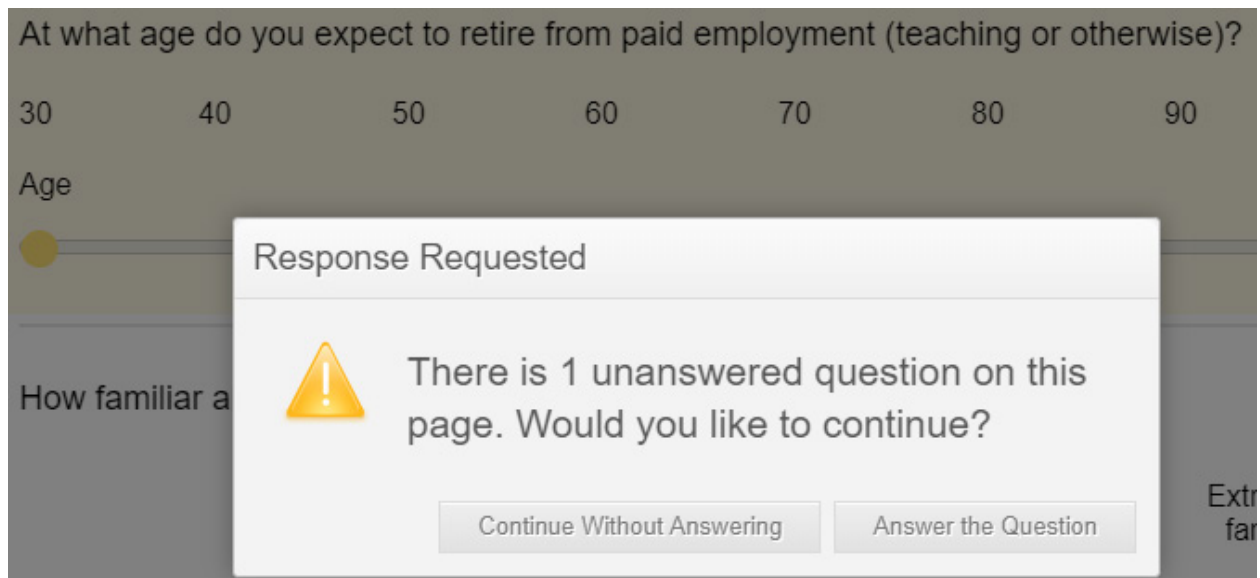 At what age do you expect to retire from paid employment (teaching or otherwise)?
30 40 50 60 70 80 90
Age
Response Requested
There is 1 unanswered question on this
page. Would you like to continue?
How familiar a
Continue Without Answering Answer the Question